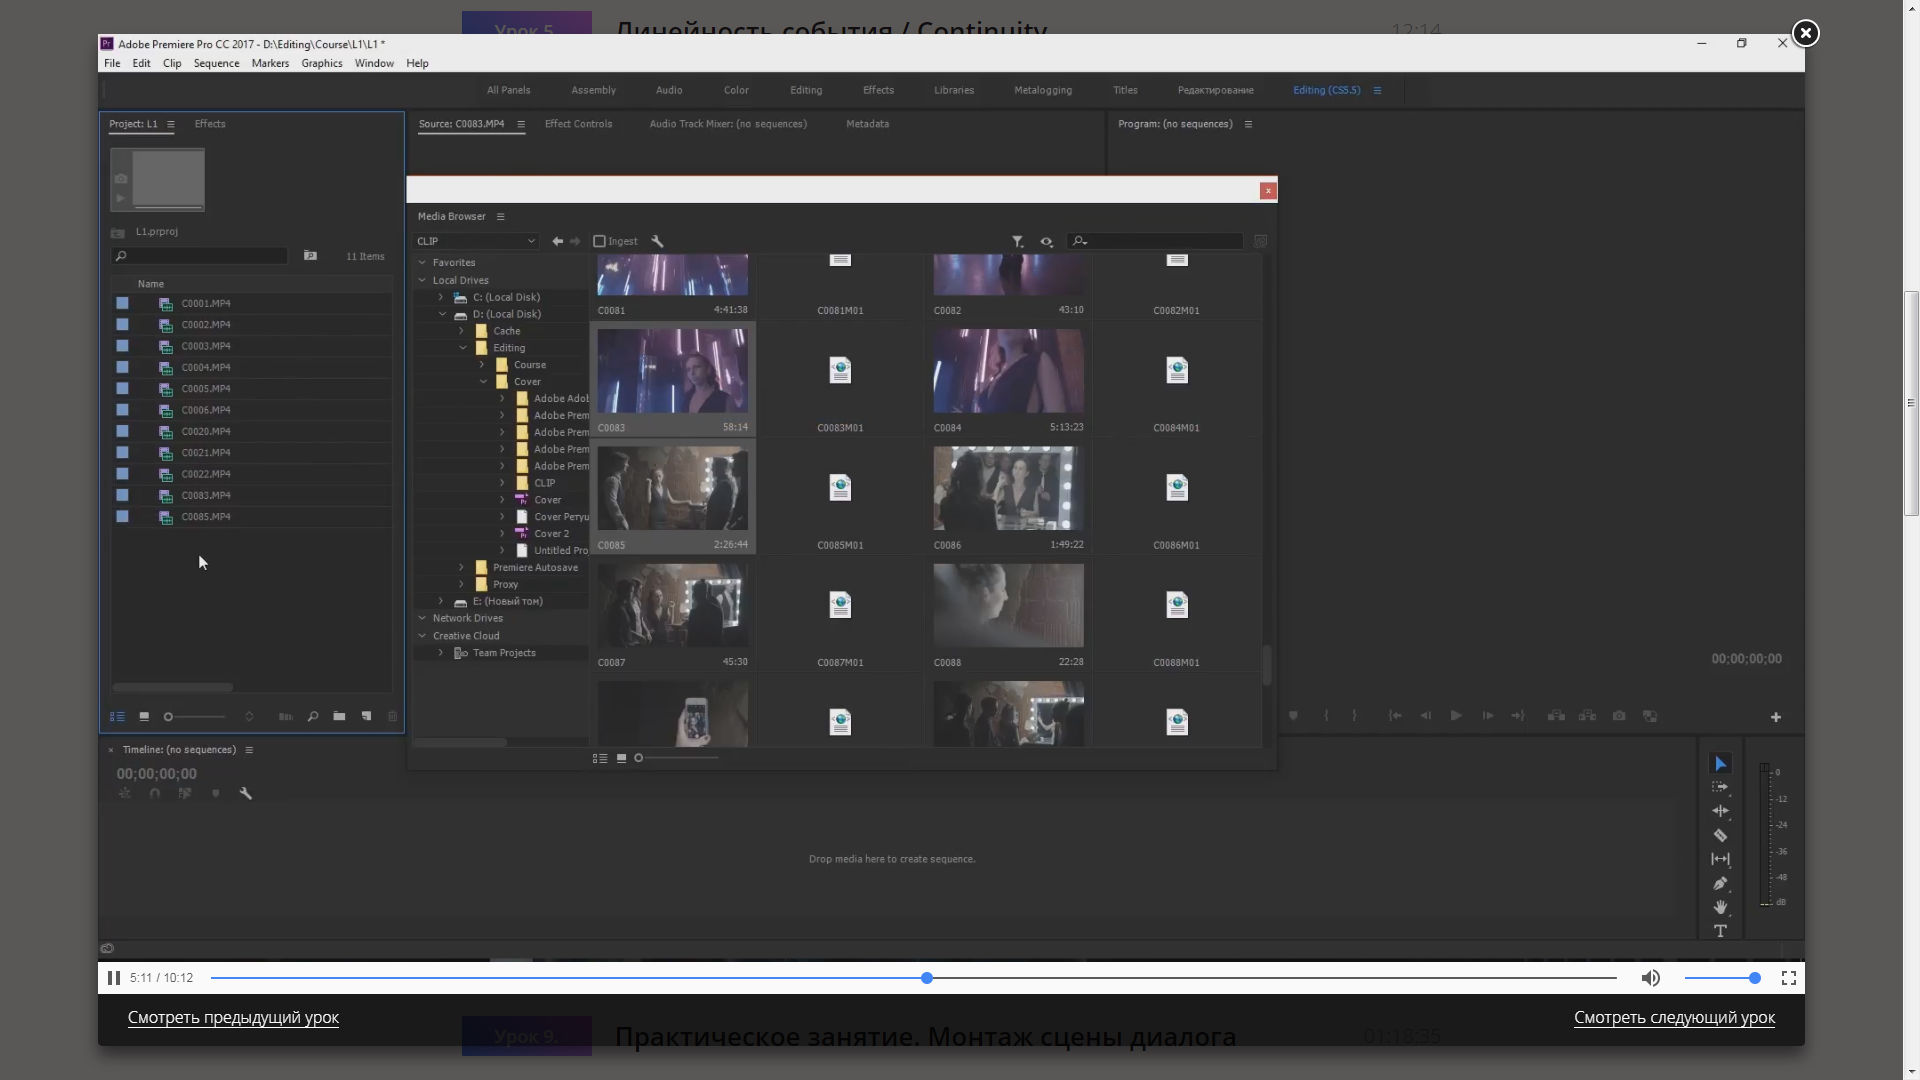 Урок 5.
Линейность события / Continuity
12:14
Adobe Premiere Pro CC 2017 - D:\Editing\Course\L1\L1 *
File Edit Clip Sequence Markers Graphics Window Help
All Panels Assembly Audio Color Editing Effects Libraries Metalogging Titles Редактирование Editing (CS5.5)
Project: L1 Effects
Source: C0083.MP4 Effect Controls Audio Track Mixer: (no sequences) Metadata
Program: (no sequences)
L1.prproj
11 Items
Name
C0001.MP4
C0002.MP4
C0003.MP4
C0004.MP4
C0005.MP4
C0006.MP4
C0020.MP4
C0021.MP4
C0022.MP4
C0083.MP4
C0085.MP4
Media Browser
CLIP
Ingest
Favorites
Local Drives
C: (Local Disk)
D: (Local Disk)
Cache
Editing
Course
Cover
Adobe Adob
Adobe Prem
Adobe Prem
Adobe Prem
Adobe Prem
CLIP
Cover
Cover Ретуш
Cover 2
Untitled Pro
Premiere Autosave
Proxy
E: (Новый том)
Network Drives
Creative Cloud
Team Projects
C0081 4:41:38 C0081M01 C0082 43:10 C0082M01
C0083 58:14 C0083M01 C0084 5:13:23 C0084M01
C0085 2:26:44 C0085M01 C0086 1:49:22 C0086M01
C0087 45:30 C0087M01 C0088 22:28 C0088M01
00;00;00;00
Timeline: (no sequences)
00;00;00;00
Drop media here to create sequence.
0
-12
-24
-36
-48
dB
5:11 / 10:12
Смотреть предыдущий урок
Смотреть следующий урок
Урок 9.
Практическое занятие. Монтаж сцены диалога
01:18:35